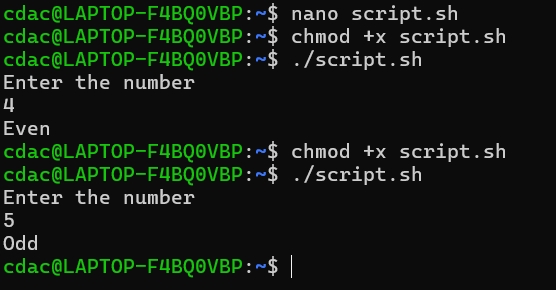 cdac@LAPTOP-F4BQ0VBP:~$ nano script.sh
cdac@LAPTOP-F4BQ0VBP:~$ chmod +x script.sh
cdac@LAPTOP-F4BQ0VBP:~$ ./script.sh
Enter the number
4
Even
cdac@LAPTOP-F4BQ0VBP:~$ chmod +x script.sh
cdac@LAPTOP-F4BQ0VBP:~$ ./script.sh
Enter the number
5
Odd
cdac@LAPTOP-F4BQ0VBP:~$